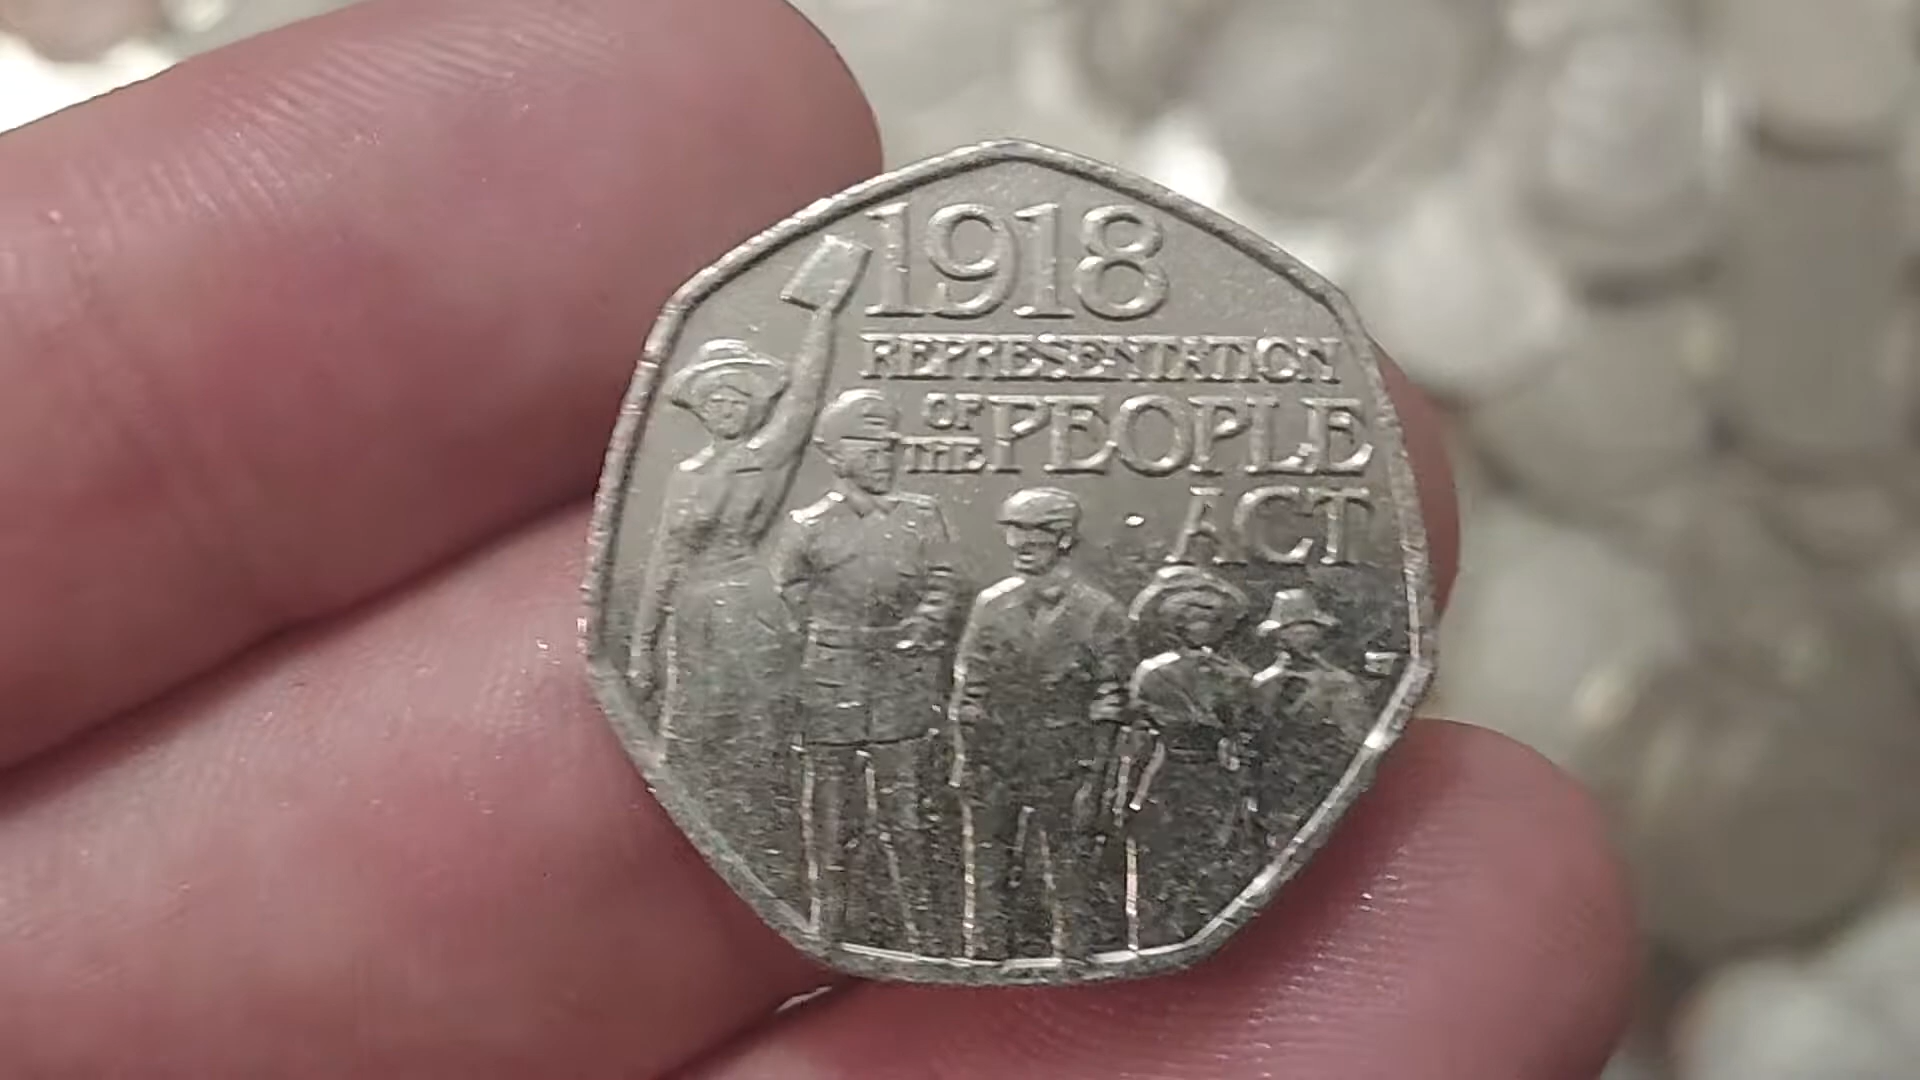 1918
REPRESENTATION
OF THE PEOPLE
ACT